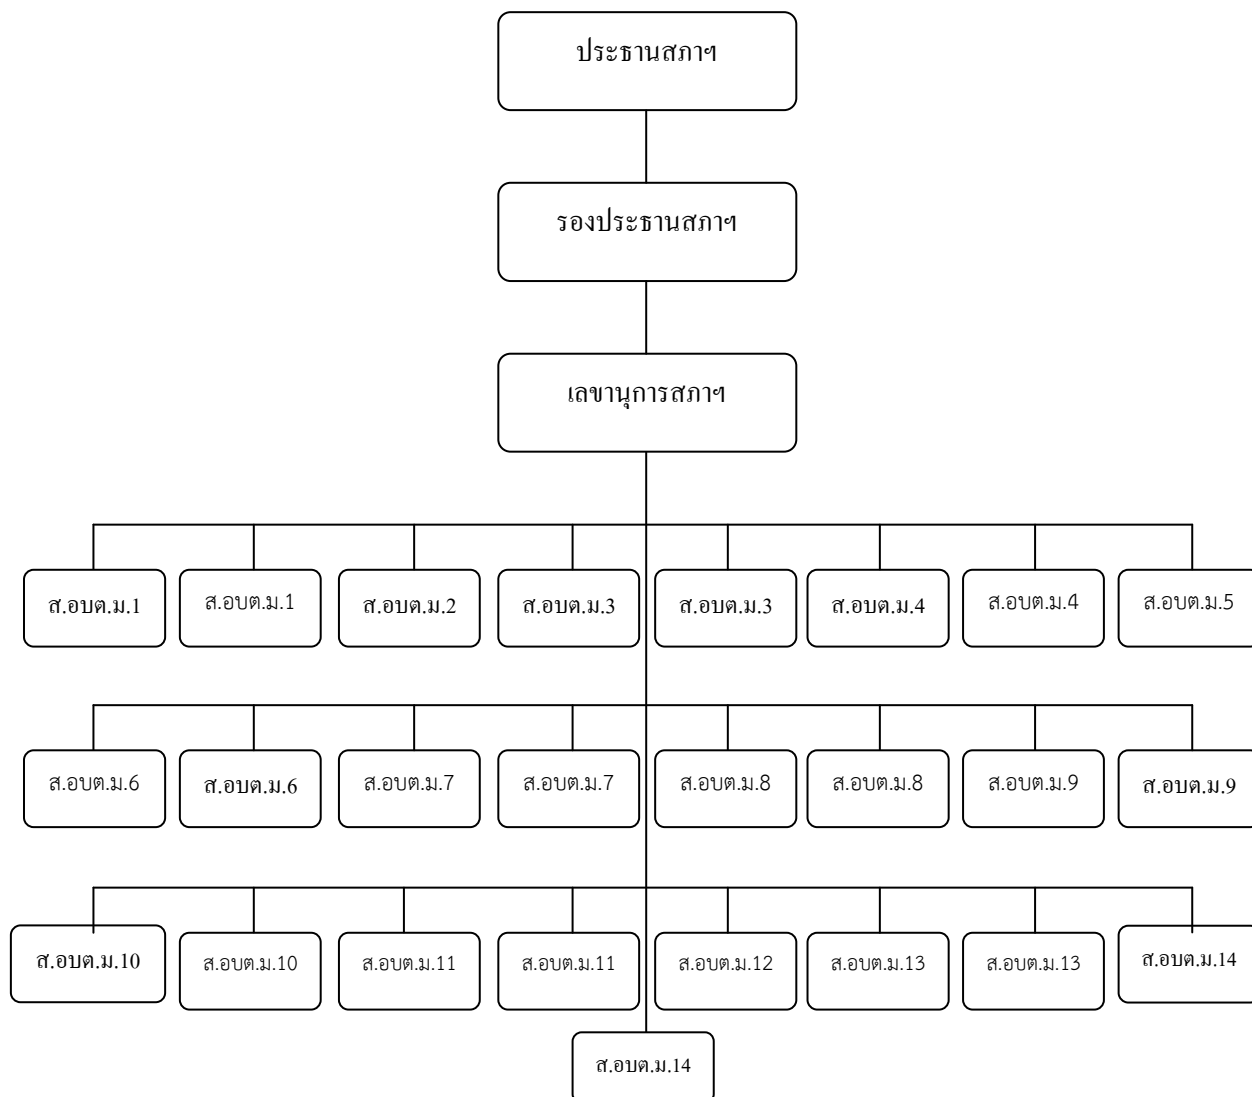 ประธานสภาฯ
รองประธานสภาฯ
เลขานุการสภาฯ
ส.อบต.ม.1
ส.อบต.ม.1
ส.อบต.ม.2
ส.อบต.ม.3
ส.อบต.ม.3
ส.อบต.ม.4
ส.อบต.ม.4
ส.อบต.ม.5
ส.อบต.ม.6
ส.อบต.ม.6
ส.อบต.ม.7
ส.อบต.ม.7
ส.อบต.ม.8
ส.อบต.ม.8
ส.อบต.ม.9
ส.อบต.ม.9
ส.อบต.ม.10
ส.อบต.ม.10
ส.อบต.ม.11
ส.อบต.ม.11
ส.อบต.ม.12
ส.อบต.ม.13
ส.อบต.ม.13
ส.อบต.ม.14
ส.อบต.ม.14